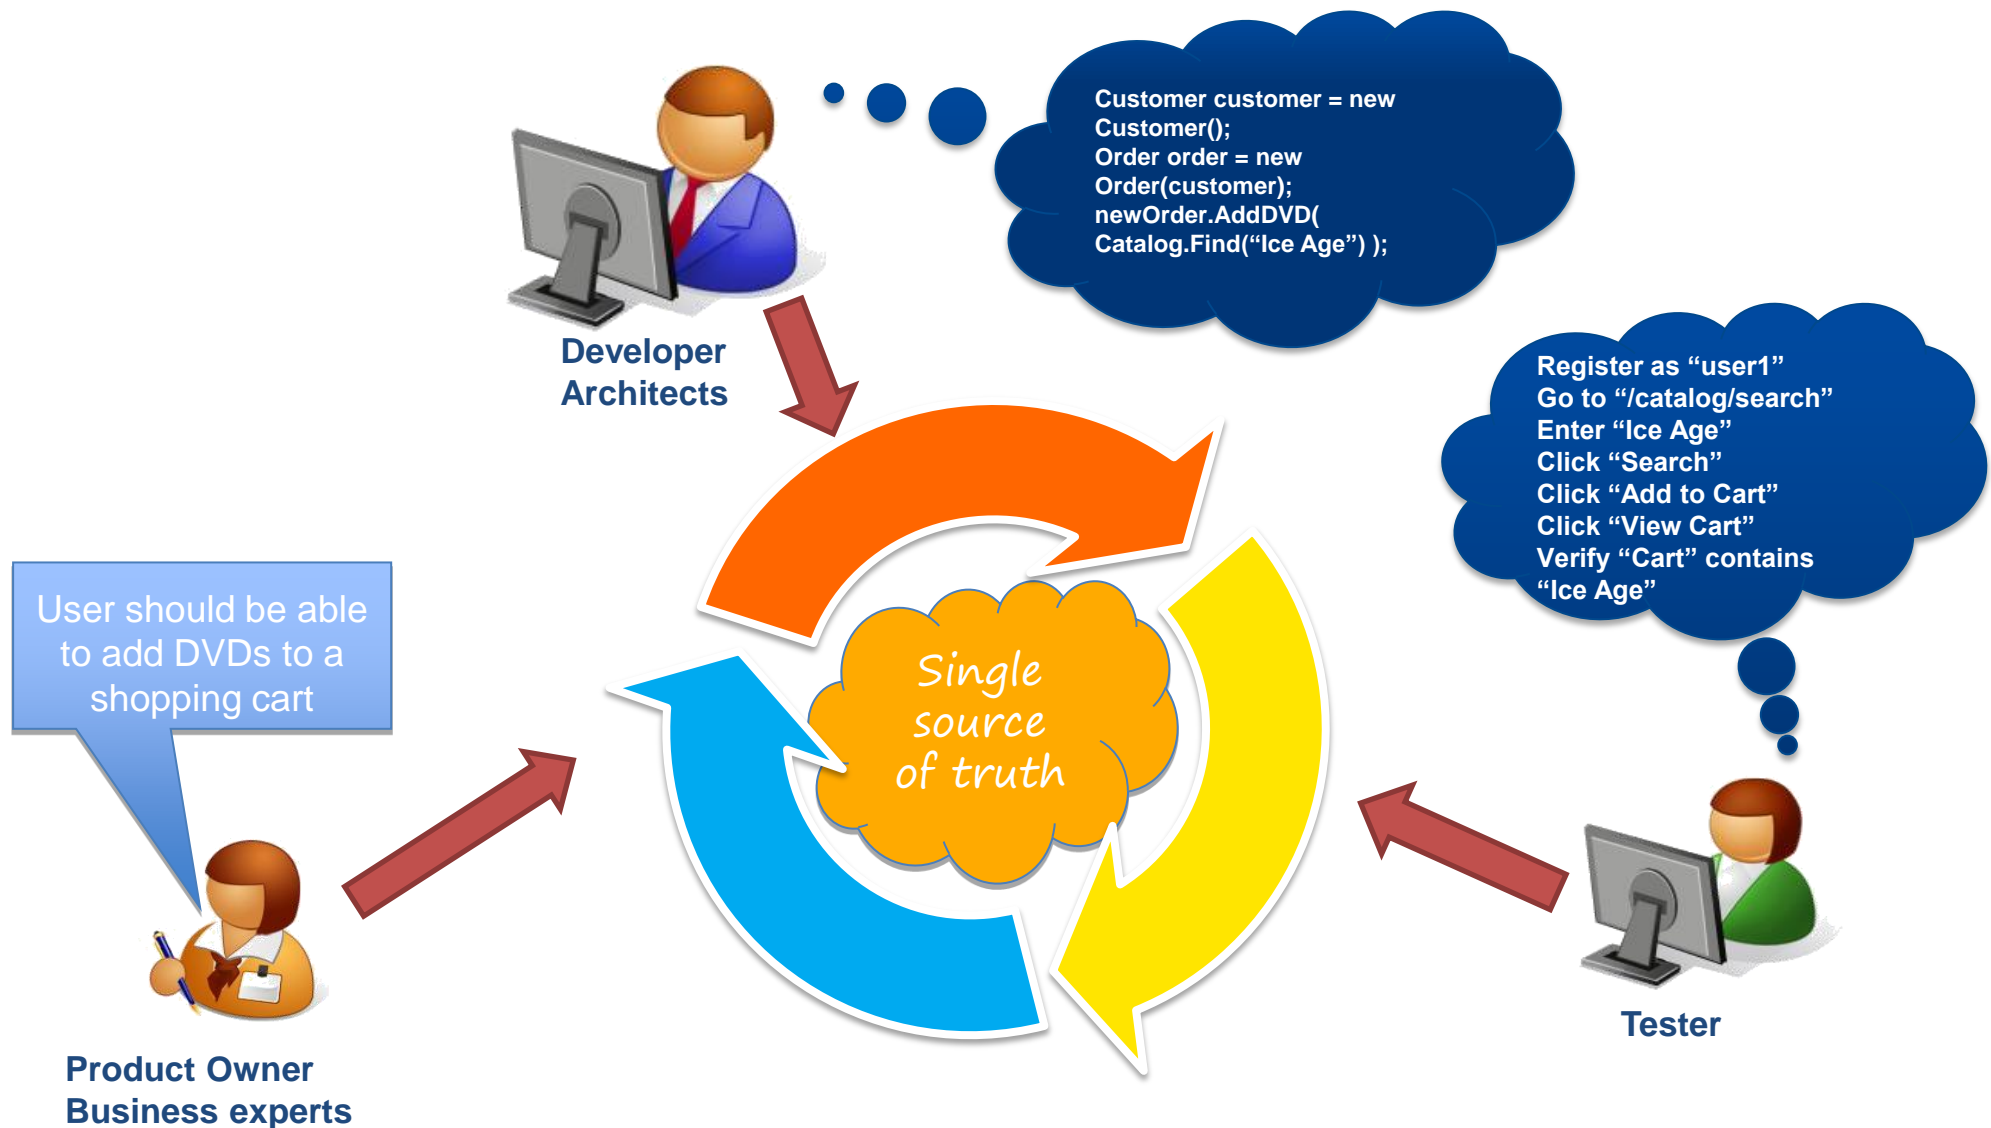 Customer customer = new
Customer();
Order order = new
Order(customer);
newOrder.AddDVD(
Catalog.Find(“Ice Age”) );
Developer
Architects
Register as “user1”
Go to “/catalog/search”
Enter “Ice Age”
Click “Search”
Click “Add to Cart”
Click “View Cart”
Verify “Cart” contains
“Ice Age”
User should be able
to add DVDs to a
shopping cart
Single
source
of truth
Tester
Product Owner
Business experts